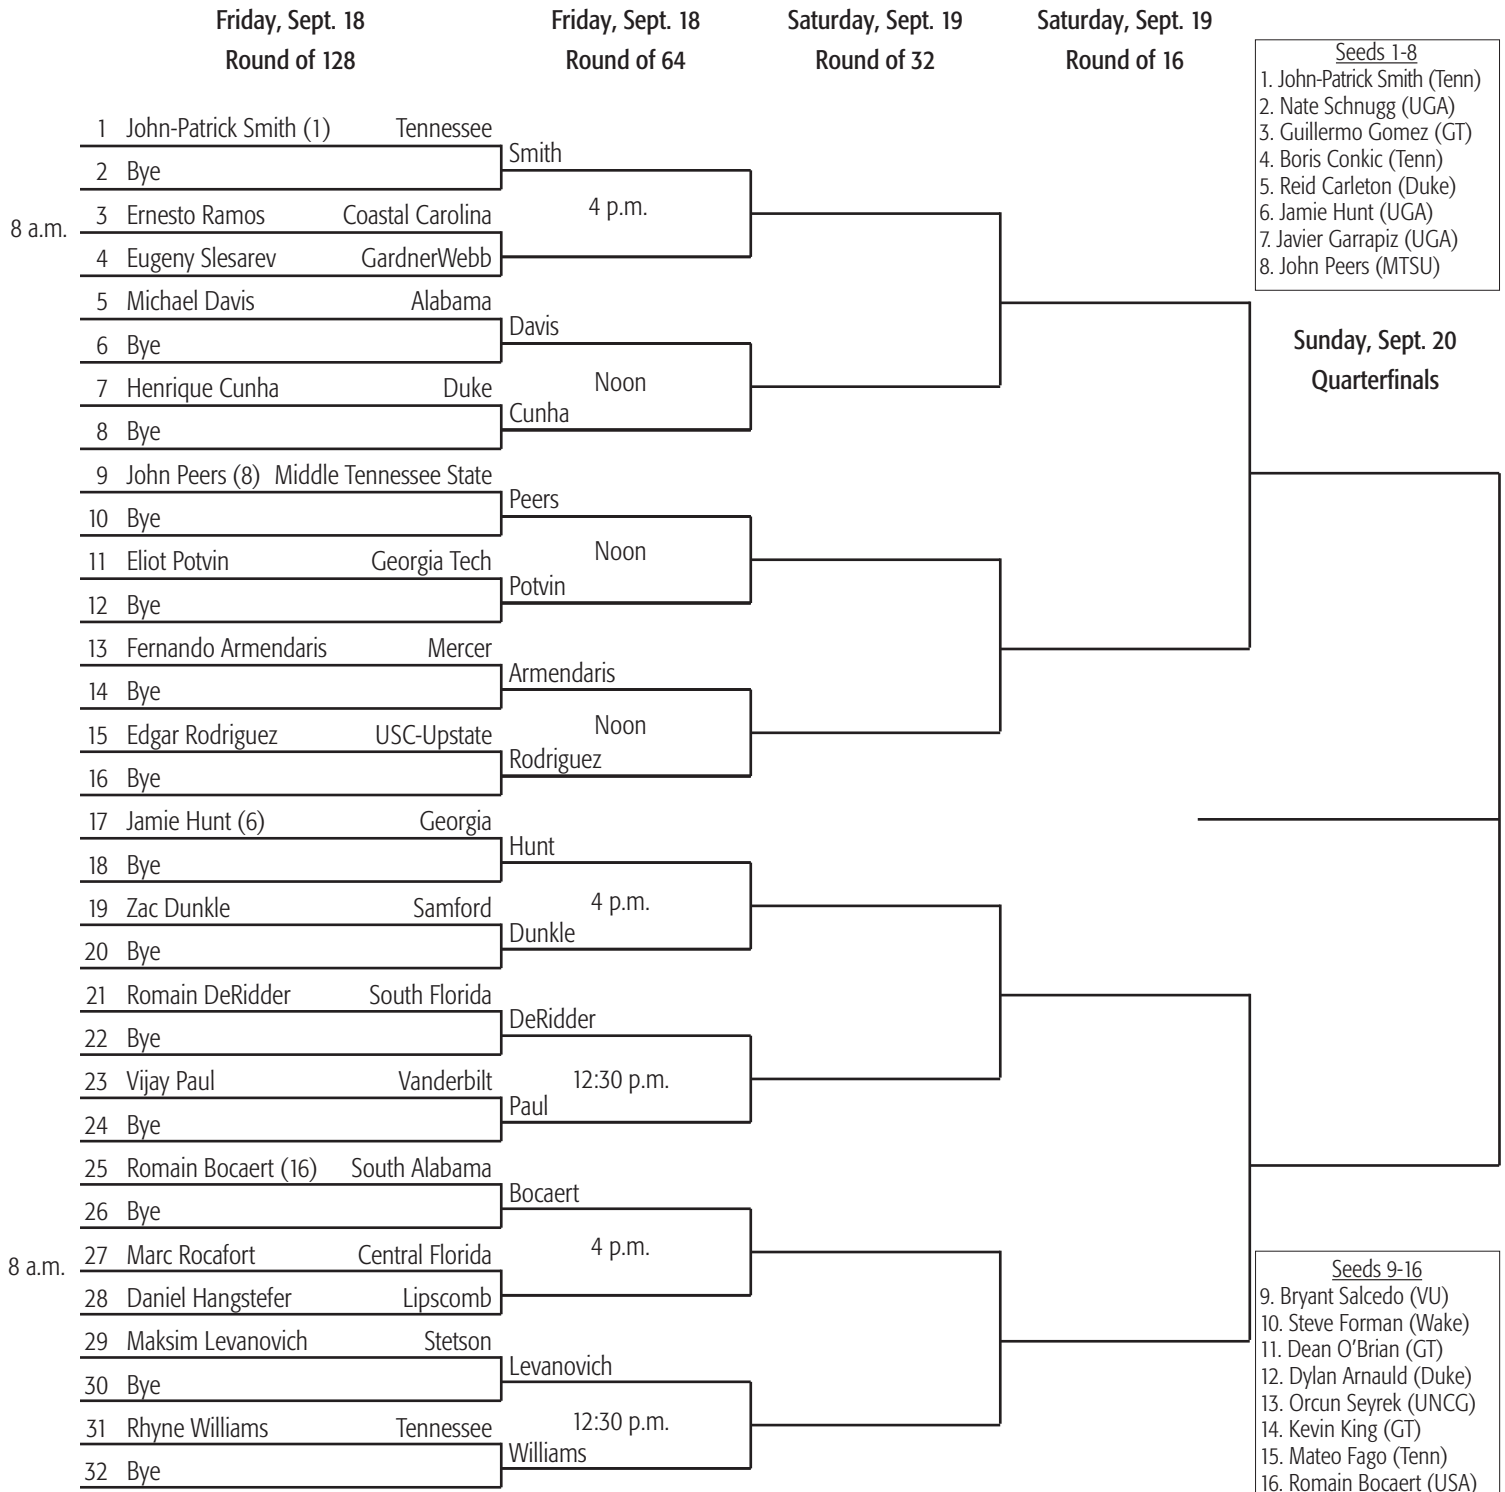 Friday, Sept. 18 Friday, Sept. 18 Saturday, Sept. 19 Saturday, Sept. 19
Round of 128 Round of 64 Round of 32 Round of 16
Seeds 1-8
1. John-Patrick Smith (Tenn)
2. Nate Schnugg (UGA)
3. Guillermo Gomez (GT)
4. Boris Conkic (Tenn)
5. Reid Carleton (Duke)
6. Jamie Hunt (UGA)
7. Javier Garrapiz (UGA)
8. John Peers (MTSU)
1 John-Patrick Smith (1) Tennessee
Smith
2 Bye
4 p.m.
3 Ernesto Ramos Coastal Carolina
8 a.m.
4 Eugeny Slesarev GardnerWebb
5 Michael Davis Alabama
Davis
6 Bye
Sunday, Sept. 20
Quarterfinals
Noon
7 Henrique Cunha Duke
Cunha
8 Bye
9 John Peers (8) Middle Tennessee State
Peers
10 Bye
Noon
11 Eliot Potvin Georgia Tech
Potvin
12 Bye
13 Fernando Armendaris Mercer
Armendaris
14 Bye
Noon
15 Edgar Rodriguez USC-Upstate
Rodriguez
16 Bye
17 Jamie Hunt (6) Georgia
Hunt
18 Bye
4 p.m.
19 Zac Dunkle Samford
Dunkle
20 Bye
21 Romain DeRidder South Florida
DeRidder
22 Bye
12:30 p.m.
23 Vijay Paul Vanderbilt
Paul
24 Bye
25 Romain Bocaert (16) South Alabama
Bocaert
26 Bye
4 p.m.
27 Marc Rocafort Central Florida
8 a.m.
28 Daniel Hangstefer Lipscomb
29 Maksim Levanovich Stetson
Levanovich
30 Bye
12:30 p.m.
31 Rhyne Williams Tennessee
Williams
32 Bye
Seeds 9-16
9. Bryant Salcedo (VU)
10. Steve Forman (Wake)
11. Dean O'Brian (GT)
12. Dylan Arnauld (Duke)
13. Orcun Seyrek (UNCG)
14. Kevin King (GT)
15. Mateo Fago (Tenn)
16. Romain Bocaert (USA)